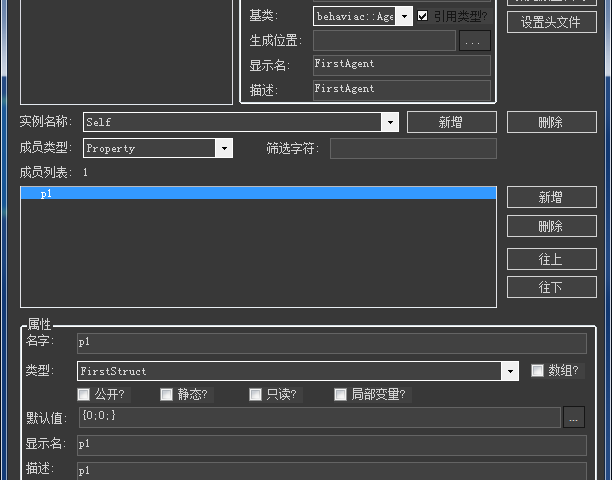 基类: behaviac::Age 引用类型?
设置头文件
生成位置: ...
显示名: FirstAgent
描述: FirstAgent
实例名称: Self 新增 删除
成员类型: Property 筛选字符:
成员列表: 1
p1
新增
删除
往上
往下
属性
名字: p1
类型: FirstStruct 数组?
公开? 静态? 只读? 局部变量?
默认值: {0;0;} ...
显示名: p1
描述: p1